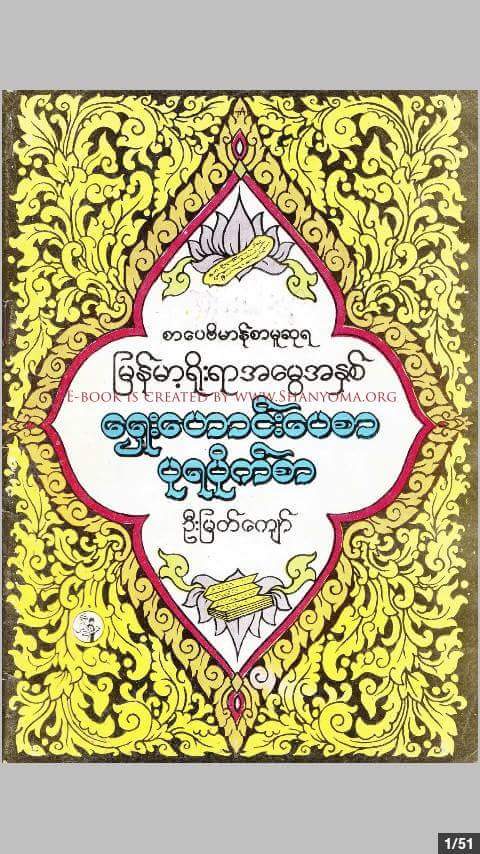 စာပေဗိမာန်စာမူဆုရ
မြန်မာ့ရိုးရာအမွေအနှစ်
E-BOOK IS CREATED BY WWW.SHANYOMA.ORG
ရှေးဟောင်းပေစာ
ပုရပိုက်စာ
ဦးမြတ်ကျော်
1/51